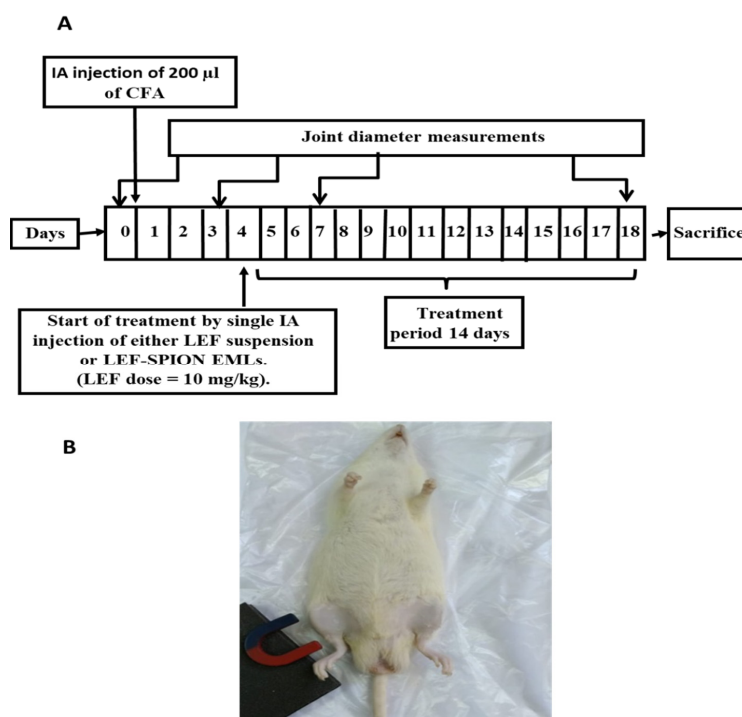 A
IA injection of 200 µl
of CFA
Joint diameter measurements
Days
0 1 2 3 4 5 6 7 8 9 10 11 12 13 14 15 16 17 18
Sacrifice
Start of treatment by single IA
injection of either LEF suspension
or LEF-SPION EMLs.
(LEF dose = 10 mg/kg).
Treatment
period 14 days
B